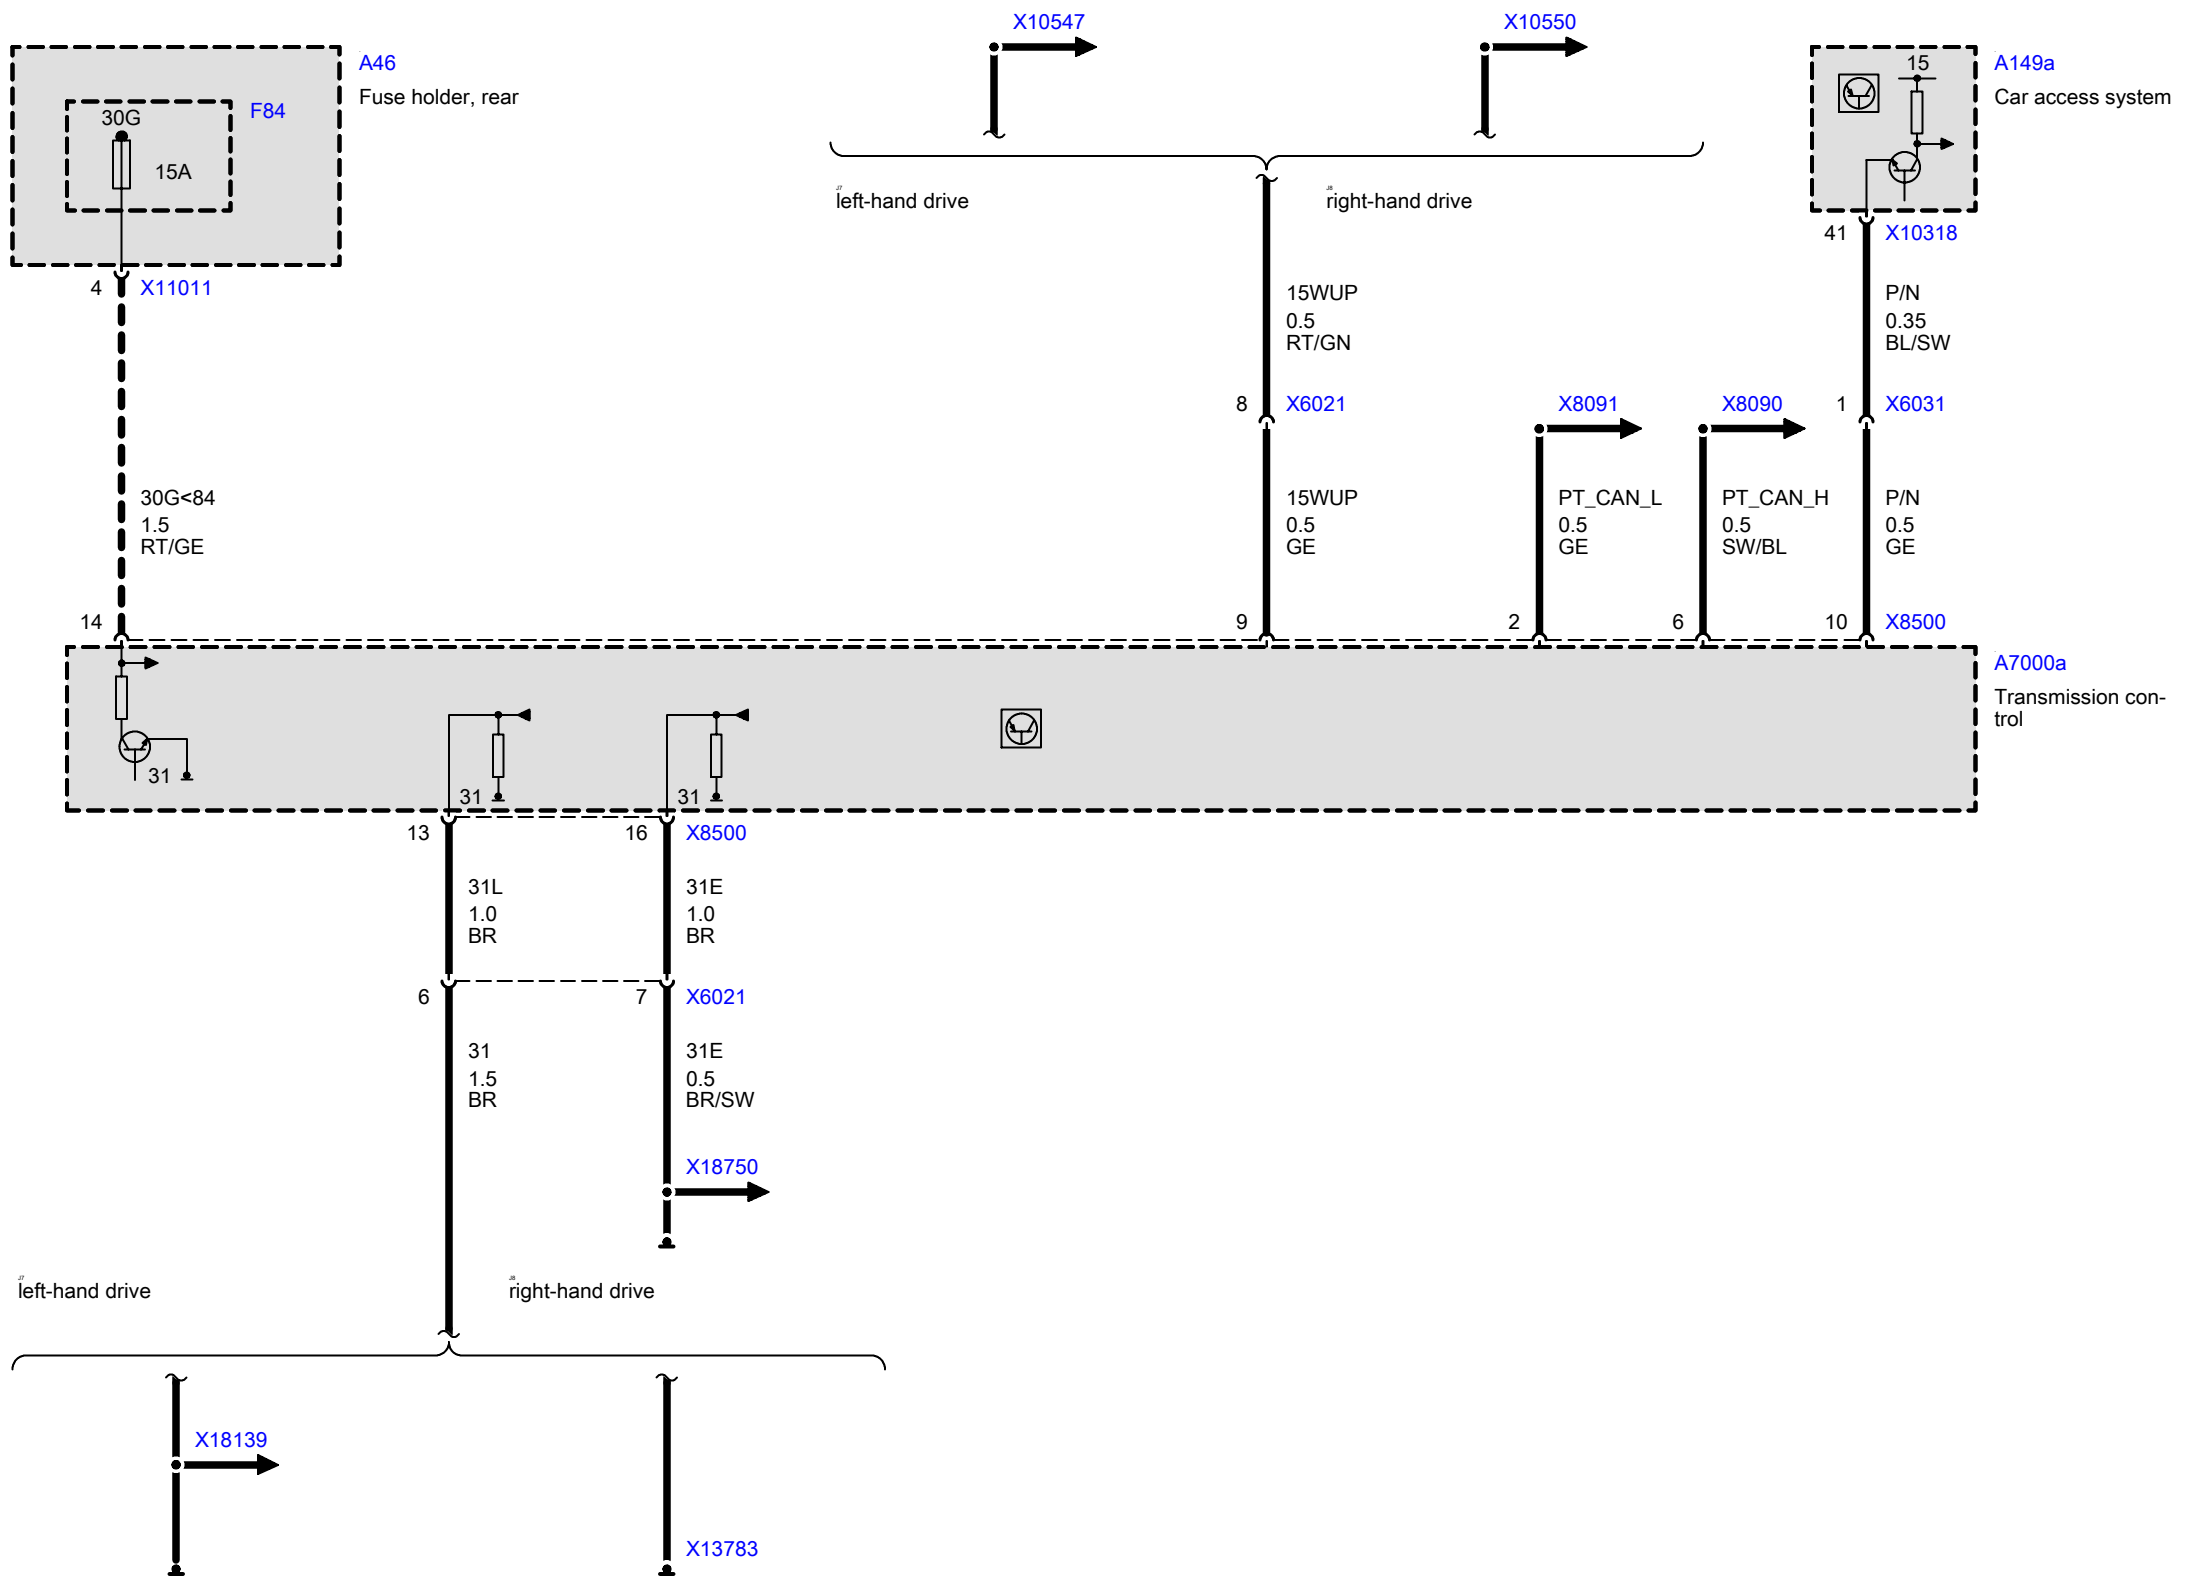 X10547
X10550
A46
Fuse holder, rear
F84
30G
15A
15
A149a
Car access system
left-hand drive
right-hand drive
41
X10318
4
X11011
15WUP
0.5
RT/GN
P/N
0.35
BL/SW
8
X6021
X8091
X8090
1
X6031
30G<84
1.5
RT/GE
15WUP
0.5
GE
PT_CAN_L
0.5
GE
PT_CAN_H
0.5
SW/BL
P/N
0.5
GE
14
9
2
6
10
X8500
A7000a
Transmission con-
trol
31
31
31
13
16
X8500
31L
1.0
BR
31E
1.0
BR
6
7
X6021
31
1.5
BR
31E
0.5
BR/SW
X18750
left-hand drive
right-hand drive
X18139
X13783